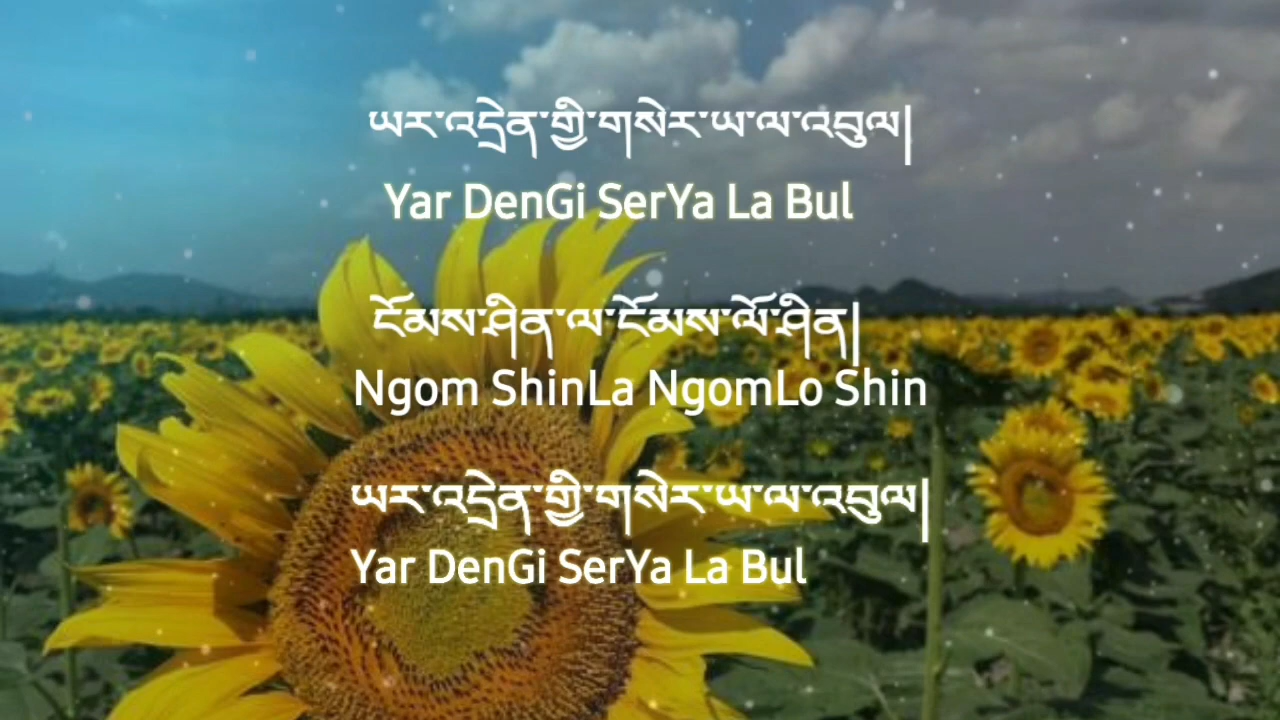 ཡར་འདྲེན་གྱི་གསེར་ཡ་ལ་འབུལ།
Yar DenGi SerYa La Bul
ངོམས་ཤིན་ལ་ངོམས་ལོ་ཤིན།
Ngom ShinLa NgomLo Shin
ཡར་འདྲེན་གྱི་གསེར་ཡ་ལ་འབུལ།
Yar DenGi SerYa La Bul